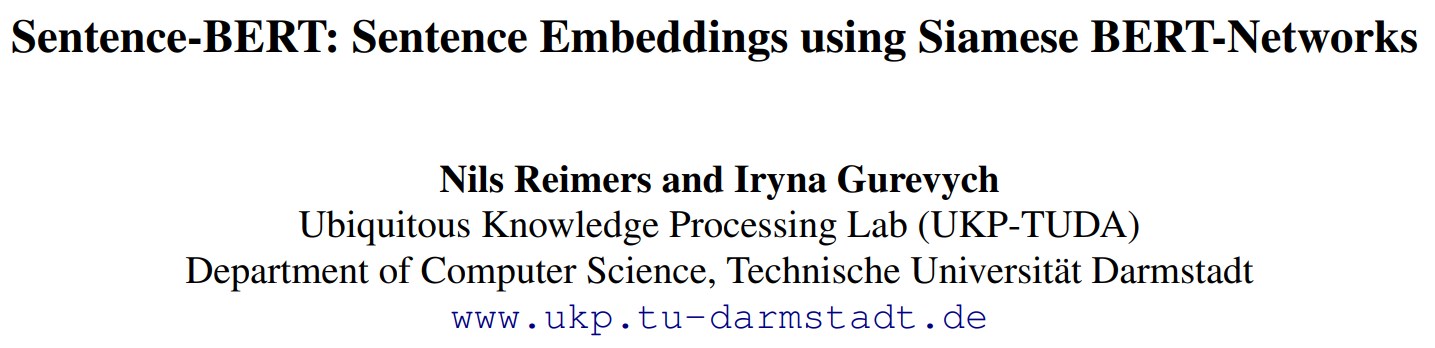 Sentence-BERT: Sentence Embeddings using Siamese BERT-Networks
Nils Reimers and Iryna Gurevych
Ubiquitous Knowledge Processing Lab (UKP-TUDA)
Department of Computer Science, Technische Universität Darmstadt
www.ukp.tu-darmstadt.de